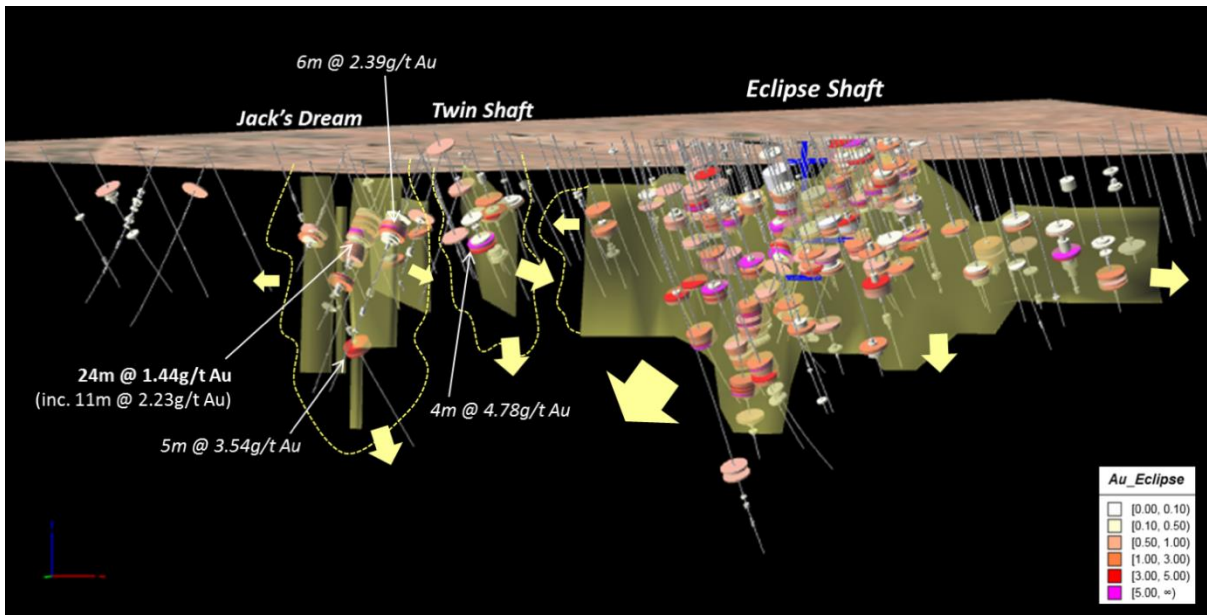 6m @ 2.39g/t Au
Jack's Dream
Twin Shaft
Eclipse Shaft
24m @ 1.44g/t Au
(inc. 11m @ 2.23g/t Au)
5m @ 3.54g/t Au
4m @ 4.78g/t Au
Au_Eclipse
[0.00, 0.10)
[0.10, 0.50)
[0.50, 1.00)
[1.00, 3.00)
[3.00, 5.00)
[5.00, ∞)